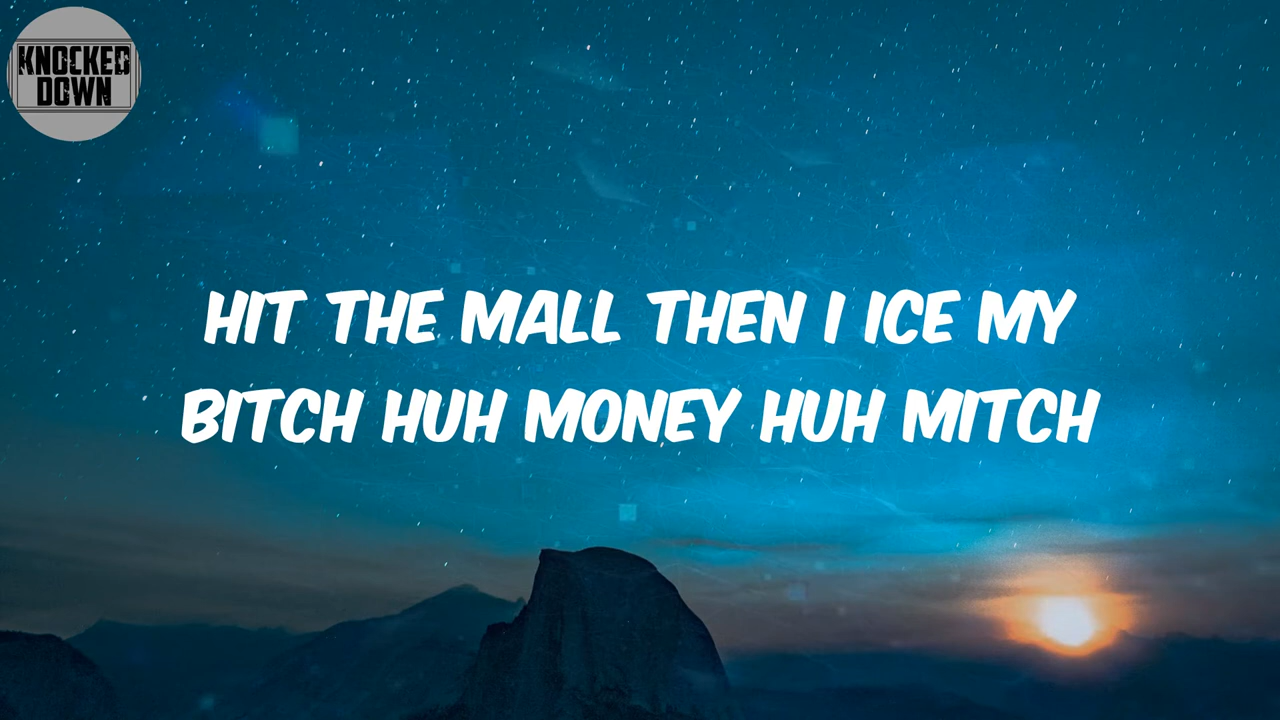 KNOCKED
DOWN
HIT THE MALL THEN I ICE MY
BITCH HUH MONEY HUH MITCH